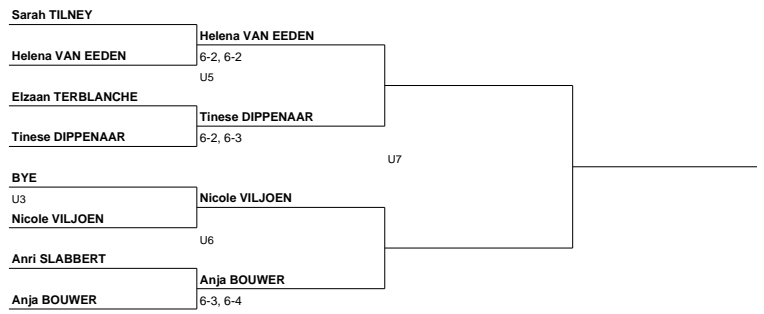 Sarah TILNEY
Helena VAN EEDEN
Helena VAN EEDEN
6-2, 6-2
U5
Elzaan TERBLANCHE
Tinese DIPPENAAR
Tinese DIPPENAAR
6-2, 6-3
U7
BYE
U3
Nicole VILJOEN
Nicole VILJOEN
U6
Anri SLABBERT
Anja BOUWER
Anja BOUWER
6-3, 6-4